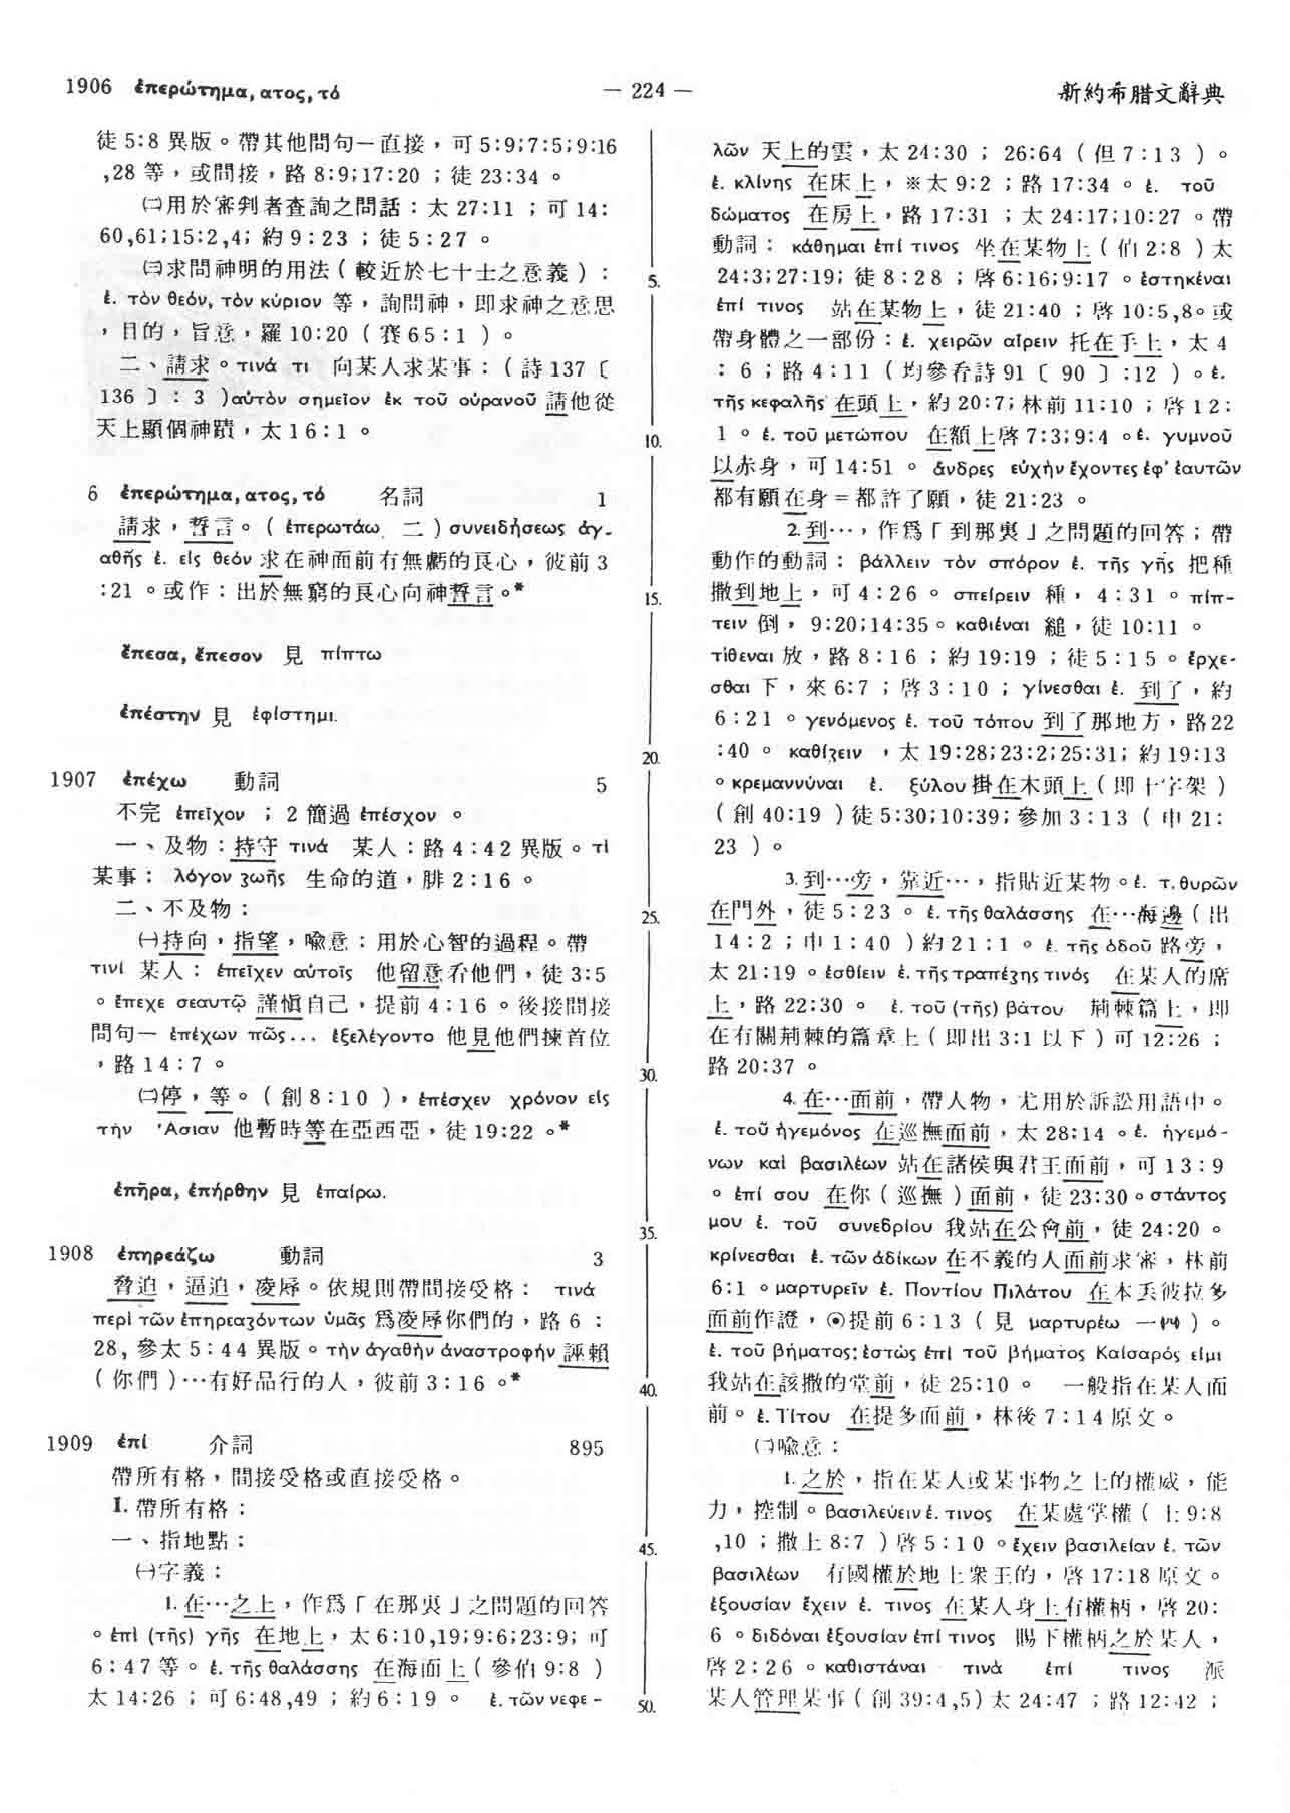 1906 ἐπερώτημα, ατος, τό
— 224 —
新約希腊文辭典
徒 5:8 異版。帶其他問句—直接，可 5:9;7:5;9:16
,28 等，或間接，路 8:9;17:20 ；徒 23:34 。
㈡用於審判者查詢之問話：太 27:11 ；可 14:
60,61;15:2,4; 約 9：23 ；徒 5：27 。
㈢求問神明的用法（較近於七十士之意義）：
ἐ. τὸν θεόν, τὸν κύριον 等，詢問神，即求神之意思
，目的，旨意，羅 10:20 （賽 65:1 ）。
二、請求。τινά τι 向某人求某事：（詩 137〔
136 〕：3 )αὐτὸν σημεῖον ἐκ τοῦ οὐρανοῦ 請他從
天上顯個神蹟，太 16:1 。
6 ἐπερώτημα, ατος, τό 名詞 1
請求，誓言。( ἐπερωτάω 二 ) συνειδήσεως ἀγ-
αθῆς ἐ. εἰς θεόν 求在神面前有無虧的良心，彼前 3
:21 。或作：出於無窮的良心向神誓言。*
ἔπεσα, ἔπεσον 見 πίπτω
ἐπέστην 見 ἐφίστημι.
1907 ἐπέχω 動詞 5
不完 ἐπεῖχον ；2 簡過 ἐπέσχον 。
一、及物：持守 τινά 某人：路 4：42 異版。τί
某事： λόγον ζωῆς 生命的道，腓 2：16 。
二、不及物：
㈠持向，指望，喩意：用於心智的過程。帶
τινί 某人： ἐπεῖχεν αὐτοῖς 他留意看他們，徒 3:5
。ἔπεχε σεαυτῷ 謹慎自己，提前 4：16 。後接間接
問句— ἐπέχων πῶς... ἐξελέγοντο 他見他們揀首位
，路 14：7 。
㈡停，等。（創 8：10 ），ἐπέσχεν χρόνον εἰς
τὴν Ἀσιαν 他暫時等在亞西亞，徒 19:22 。*
ἐπῆρα, ἐπήρθην 見 ἐπαίρω.
1908 ἐπηρεάζω 動詞 3
脅迫，逼迫，凌辱。依規則帶間接受格： τινά
περὶ τῶν ἐπηρεαζόντων ὑμᾶς 爲凌辱你們的，路 6：
28, 參太 5：44 異版。τὴν ἀγαθὴν ἀναστροφήν 誣賴
（你們）…有好品行的人，彼前 3：16 。*
1909 ἐπί 介詞 895
帶所有格，間接受格或直接受格。
I. 帶所有格：
一、指地點：
㈠字義：
1. 在…之上，作爲「在那裏」之問題的回答
。ἐπὶ (τῆς) γῆς 在地上，太 6:10,19;9:6;23:9; 可
6：47 等。ἐ. τῆς θαλάσσης 在海面上（參伯 9:8 ）
太 14:26 ；可 6:48,49 ；約 6：19 。 ἐ. τῶν νεφε-
5.
10.
15.
20.
25.
30.
35.
40.
45.
50.
λῶν 天上的雲，太 24:30 ；26:64 （但 7：13 ）。
ἐ. κλίνης 在床上，※太 9:2 ；路 17:34 。ἐ. τοῦ
δώματος 在房上，路 17:31 ；太 24:17;10:27 。帶
動詞： κάθημαι ἐπί τινος 坐在某物上（伯 2:8 ）太
24:3;27:19; 徒 8：28 ；啓 6:16;9:17 。ἑστηκέναι
ἐπί τινος 站在某物上，徒 21:40 ；啓 10:5,8。或
帶身體之一部份：ἐ. χειρῶν αἴρειν 托在手上，太 4
：6 ；路 4:11 （均參看詩 91〔 90 〕:12 ）。ἐ.
τῆς κεφαλῆς 在頭上，約 20:7; 林前 11:10 ；啓 12：
1 。ἐ. τοῦ μετώπου 在額上啓 7:3;9:4 。ἐ. γυμνοῦ
以赤身，可 14:51 。 ἄνδρες εὐχὴν ἔχοντες ἐφ' ἑαυτῶν
都有願在身＝都許了願，徒 21:23 。
2. 到…，作爲「到那裏」之問題的回答；帶
動作的動詞： βάλλειν τὸν σπόρον ἐ. τῆς γῆς 把種
撒到地上，可 4：26 。 σπείρειν 種， 4：31 。 πίπ-
τειν 倒， 9:20;14:35。καθιέναι 縋，徒 10:11 。
τιθεναι 放，路 8：16 ；約 19:19 ；徒 5：15 。ἔρχε-
σθαι 下，來 6:7 ；啓 3：10 ；γίνεσθαι ἐ. 到了，約
6：21 。γενόμενος ἐ. τοῦ τόπου 到了那地方，路22
:40 。 καθίζειν ，太 19:28;23:2;25:31; 約 19:13
。κρεμαννύναι ἐ. ξύλου 掛在木頭上（即十字架）
（創 40:19 ）徒 5:30;10:39; 參加 3：13 （申 21：
23 ）。
3. 到…旁，靠近…，指貼近某物。ἐ. τ. θυρῶν
在門外，徒 5：23 。ἐ. τῆς θαλάσσης 在…海邊（出
14：2 ；申 1：40 ）約 21：1 。ἐ. τῆς ὁδοῦ 路旁，
太 21:19 。ἐσθίειν ἐ. τῆς τραπέζης τινός 在某人的席
上，路 22:30 。 ἐ. τοῦ (τῆς) βάτου 荊棘篇上，即
在有關荊棘的篇章上（即出 3:1 以下）可 12:26 ；
路 20:37 。
4. 在…面前，帶人物，尤用於訴訟用語中。
ἐ. τοῦ ἡγεμόνος 在巡撫面前，太 28:14 。ἐ. ἡγεμό-
νων καὶ βασιλέων 站在諸侯與君王面前，可 13：9
。ἐπί σου 在你（巡撫）面前，徒 23:30。στάντος
μου ἐ. τοῦ συνεδρίου 我站在公會前，徒 24:20 。
κρίνεσθαι ἐ. τῶν ἀδίκων 在不義的人面前求審，林前
6:1 。μαρτυρεῖν ἐ. Ποντίου Πιλάτου 在本丢彼拉多
面前作證，⊙提前 6：13 （見 μαρτυρέω 一㈣）。
ἐ. τοῦ βήματος: ἑστὼς ἐπὶ τοῦ βήματος Καίσαρός εἰμι
我站在該撒的堂前，徒 25:10 。 一般指在某人面
前。ἐ. Τίτου 在提多面前，林後 7：14 原文。
㈡喩意：
1. 之於，指在某人或某事物之上的權威，能
力，控制。βασιλεύειν ἐ. τινος 在某處掌權（士 9:8
,10 ；撒上 8:7 ）啓 5：10 。ἔχειν βασιλείαν ἐ. τῶν
βασιλέων 有國權於地上衆王的，啓 17:18 原文。
ἐξουσίαν ἔχειν ἐ. τινος 在某人身上有權柄，啓 20：
6 。διδόναι ἐξουσίαν ἐπί τινος 賜下權柄之於某人，
啓 2：26 。καθιστάναι τινὰ ἐπί τινος 派
某人管理某事（創 39:4,5) 太 24:47 ；路 12:42 ；